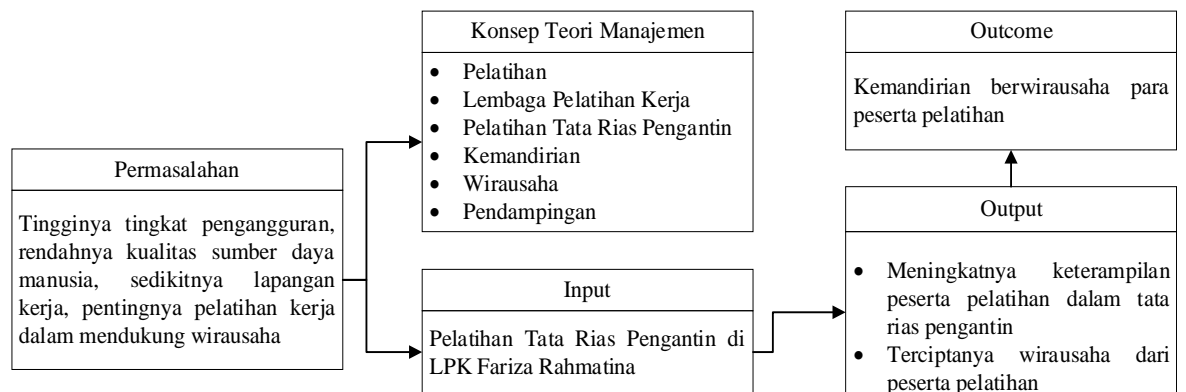 Permasalahan
Tingginya tingkat pengangguran,
rendahnya kualitas sumber daya
manusia, sedikitnya lapangan
kerja, pentingnya pelatihan kerja
dalam mendukung wirausaha
Konsep Teori Manajemen
• Pelatihan
• Lembaga Pelatihan Kerja
• Pelatihan Tata Rias Pengantin
• Kemandirian
• Wirausaha
• Pendampingan
Input
Pelatihan Tata Rias Pengantin di
LPK Fariza Rahmatina
Outcome
Kemandirian berwirausaha para
peserta pelatihan
Output
• Meningkatnya keterampilan
peserta pelatihan dalam tata
rias pengantin
• Terciptanya wirausaha dari
peserta pelatihan